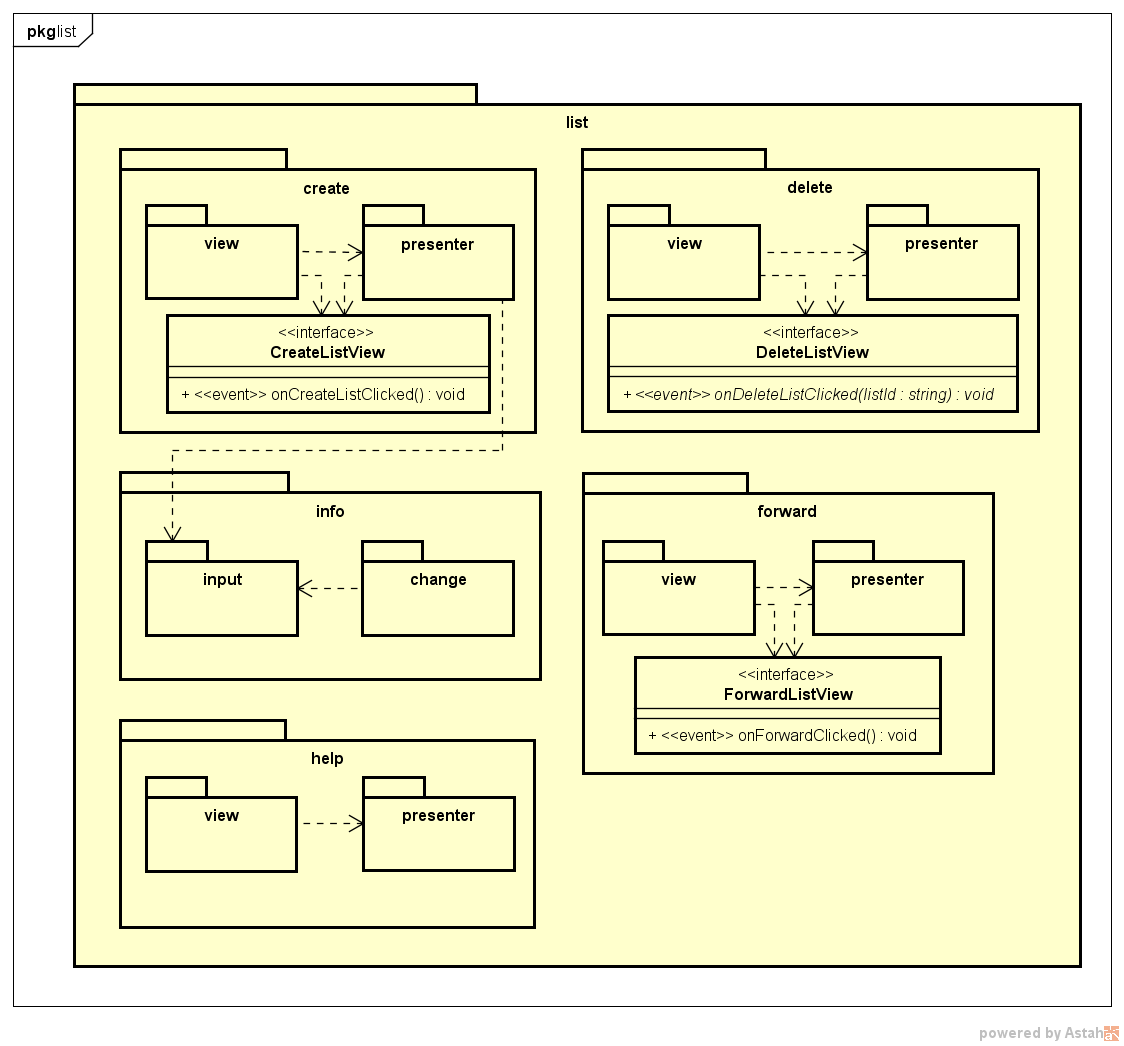 pkg list
list
create
view
presenter
<<interface>>
CreateListView
+ <<event>> onCreateListClicked() : void
delete
view
presenter
<<interface>>
DeleteListView
+ <<event>> onDeleteListClicked(listId : string) : void
info
input
change
forward
view
presenter
<<interface>>
ForwardListView
+ <<event>> onForwardClicked() : void
help
view
presenter
powered by Astah